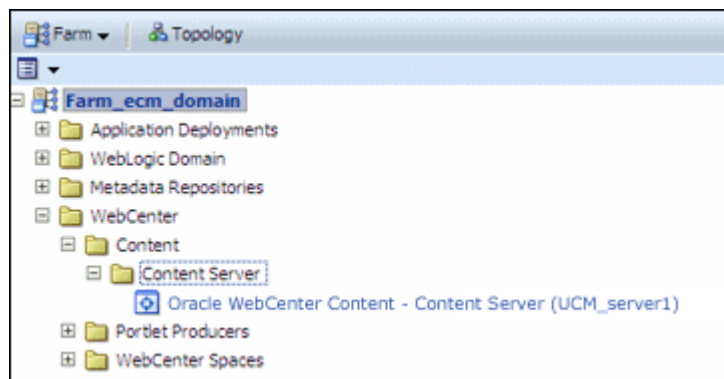 Farm Topology
Farm_ecm_domain
Application Deployments
WebLogic Domain
Metadata Repositories
WebCenter
Content
Content Server
Oracle WebCenter Content - Content Server (UCM_server1)
Portlet Producers
WebCenter Spaces